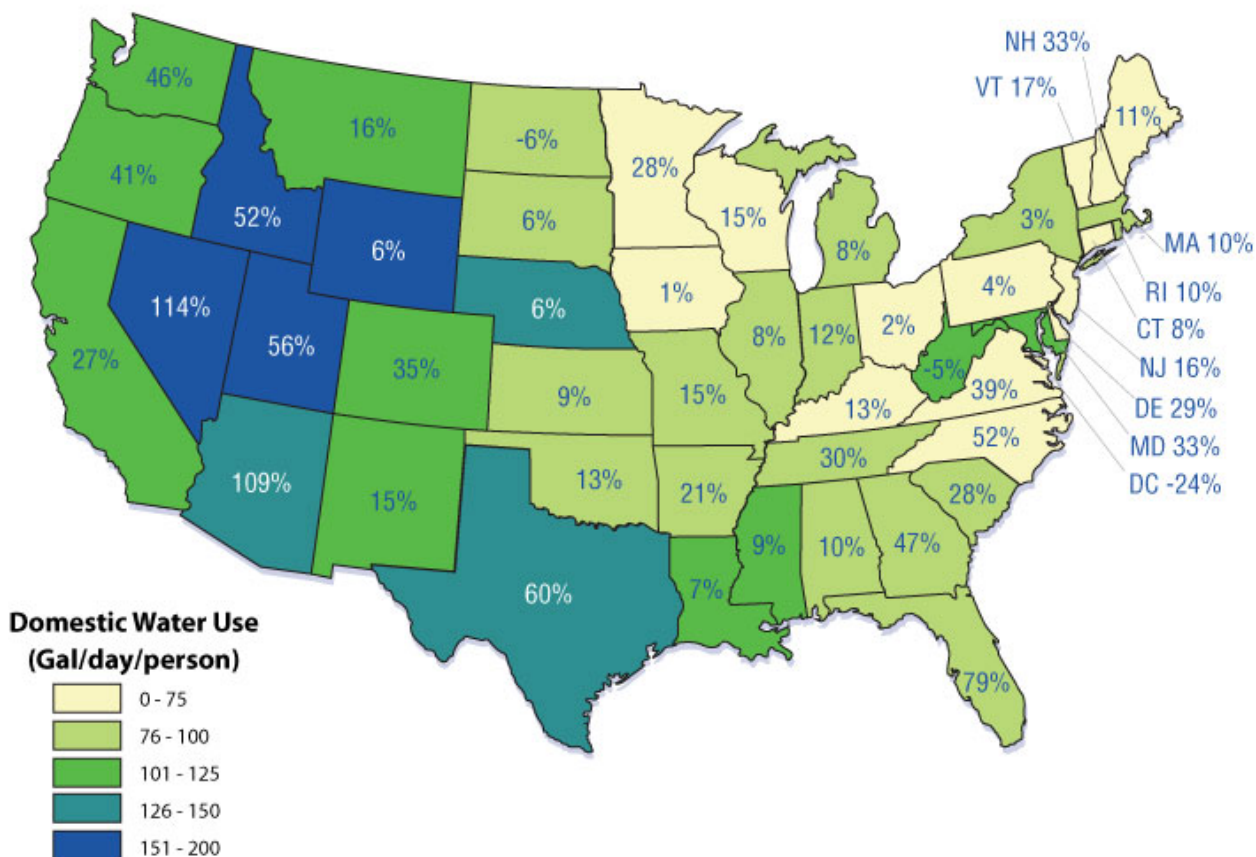 NH 33%
VT 17%
46%
16%
-6%
28%
11%
41%
52%
6%
6%
15%
8%
3%
MA 10%
RI 10%
CT 8%
NJ 16%
DE 29%
MD 33%
DC -24%
114%
56%
6%
1%
4%
27%
35%
9%
8%
12%
2%
-5%
39%
15%
13%
52%
109%
15%
13%
21%
30%
28%
60%
7%
9%
10%
47%
79%
Domestic Water Use
(Gal/day/person)
0 - 75
76 - 100
101 - 125
126 - 150
151 - 200